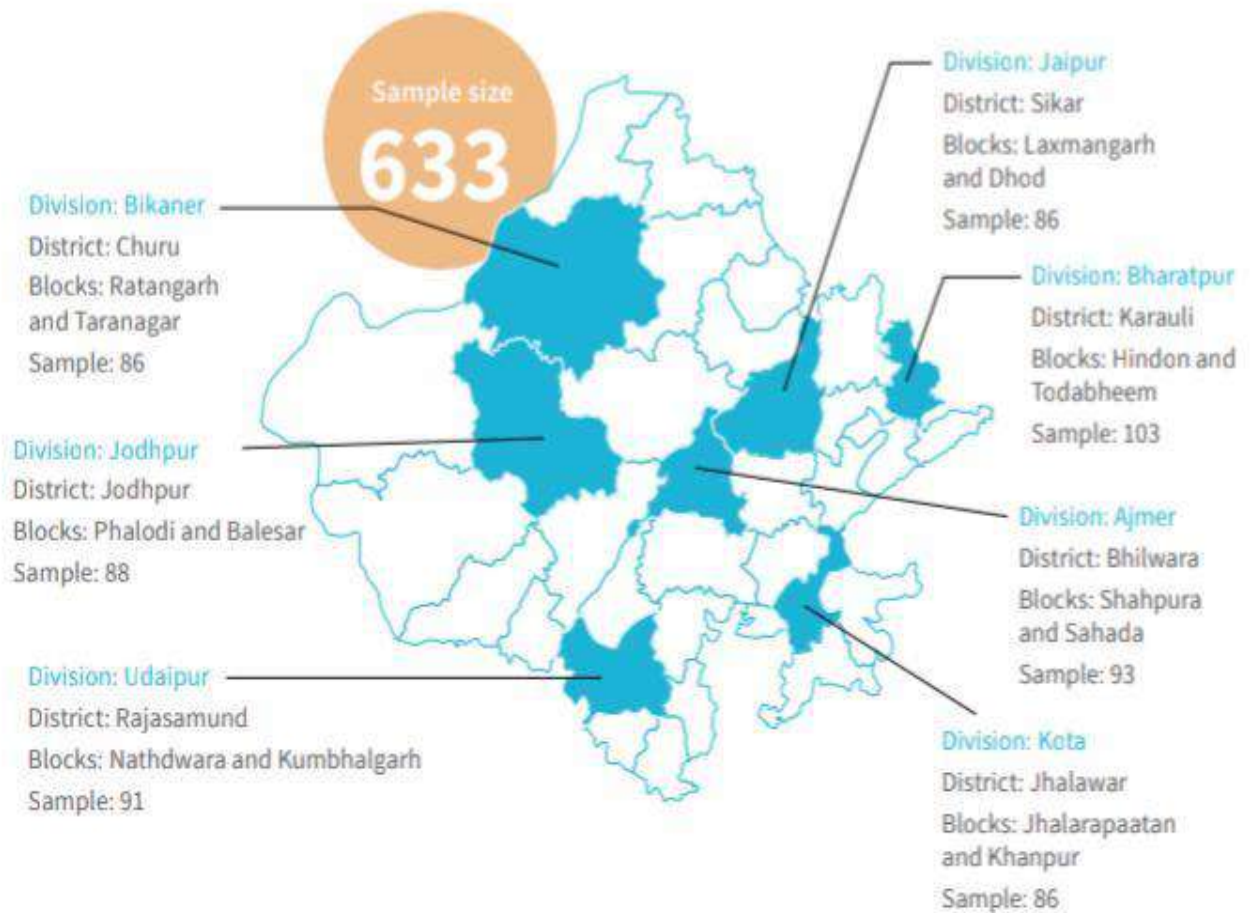 Sample size
633
Division: Bikaner
District: Churu
Blocks: Ratangarh
and Taranagar
Sample: 86
Division: Jodhpur
District: Jodhpur
Blocks: Phalodi and Balesar
Sample: 88
Division: Udaipur
District: Rajasamund
Blocks: Nathdwara and Kumbhalgarh
Sample: 91
Division: Jaipur
District: Sikar
Blocks: Laxmangarh
and Dhod
Sample: 86
Division: Bharatpur
District: Karauli
Blocks: Hindon and
Todabheem
Sample: 103
Division: Ajmer
District: Bhilwara
Blocks: Shahpura
and Sahada
Sample: 93
Division: Kota
District: Jhalawar
Blocks: Jhalarapaatan
and Khanpur
Sample: 86